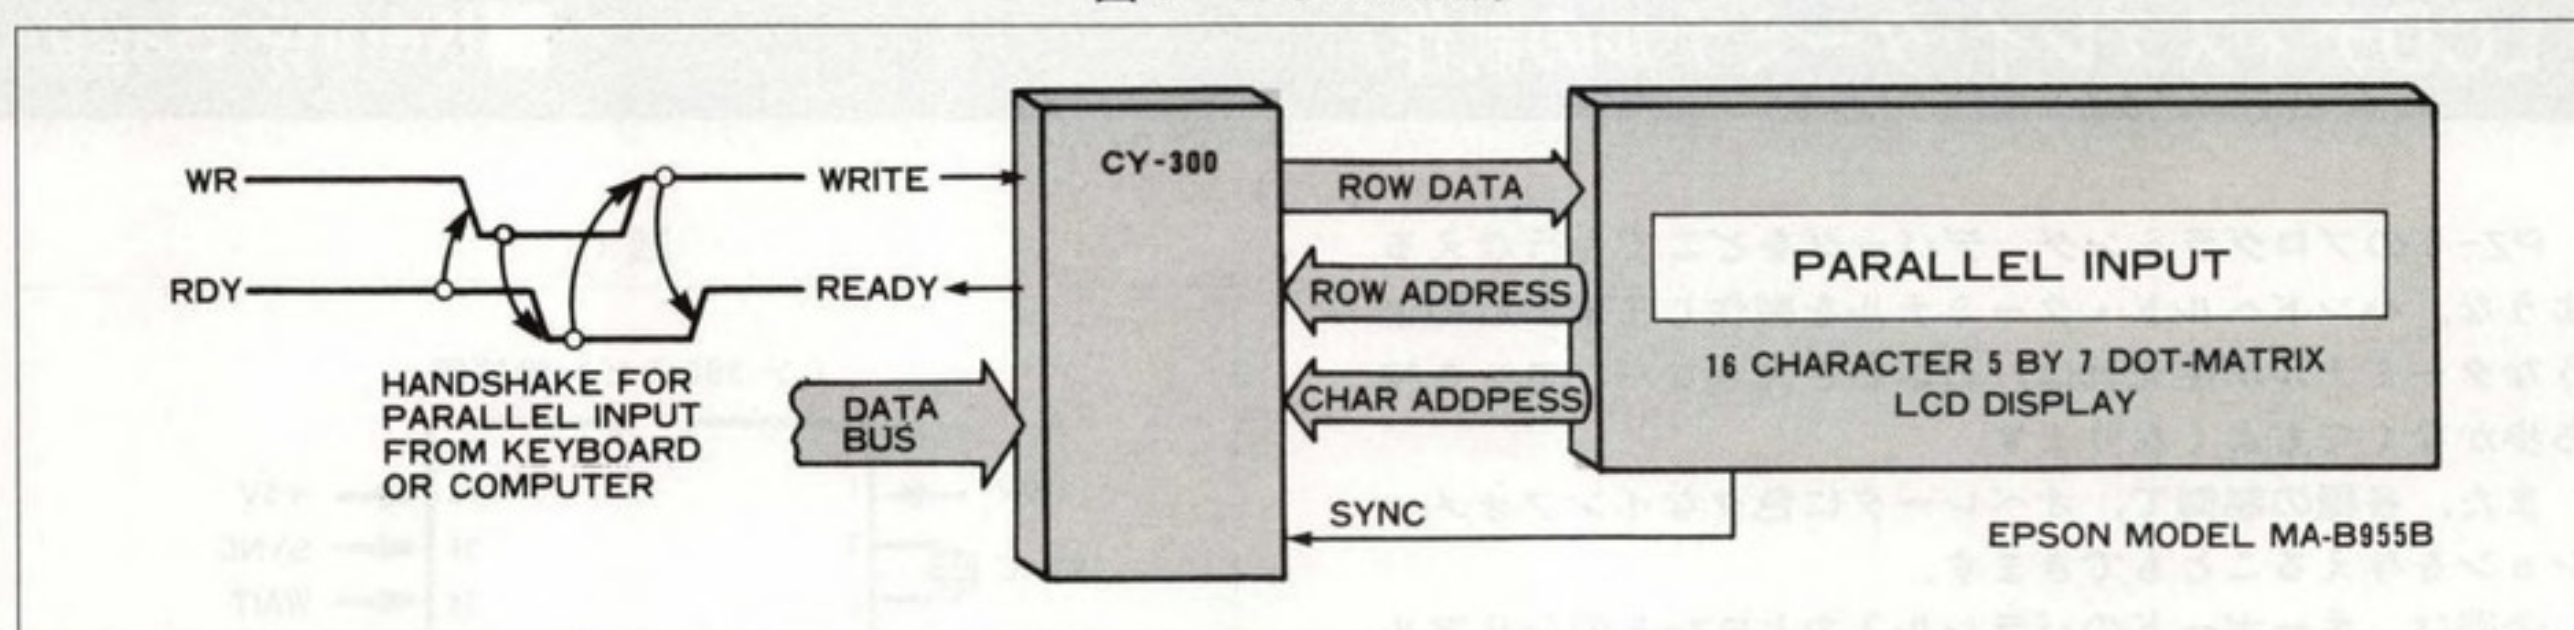 WR
WRITE
RDY
READY
HANDSHAKE FOR
PARALLEL INPUT
FROM KEYBOARD
OR COMPUTER
DATA
BUS
CY-300
ROW DATA
ROW ADDRESS
CHAR ADDPESS
SYNC
PARALLEL INPUT
16 CHARACTER 5 BY 7 DOT-MATRIX
LCD DISPLAY
EPSON MODEL MA-B955B